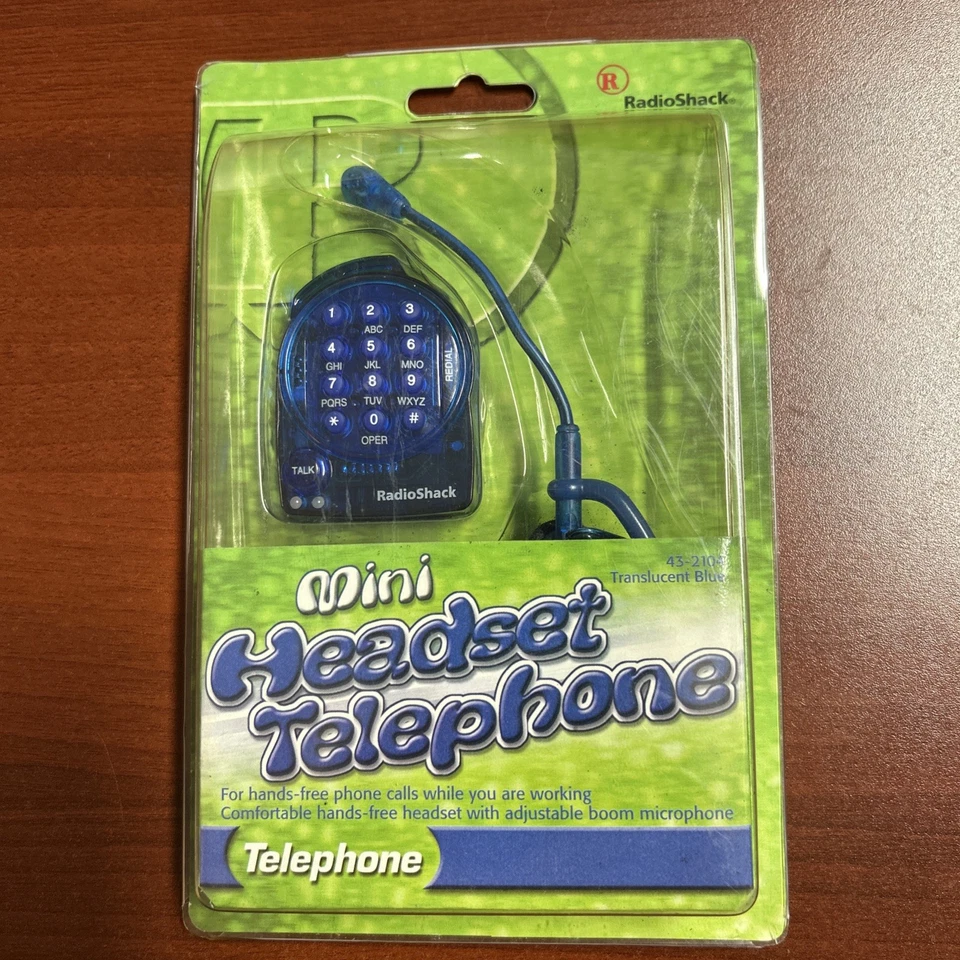 R
RadioShack
1 2 3
ABC DEF
4 5 6
GHI JKL MNO
REDIAL
7 8 9
PQRS TUV WXYZ
* 0 #
OPER
TALK
RadioShack
Translucent Blue
Mini
Headset
Telephone
For hands-free phone calls while you are working
Comfortable hands-free headset with adjustable boom microphone
Telephone